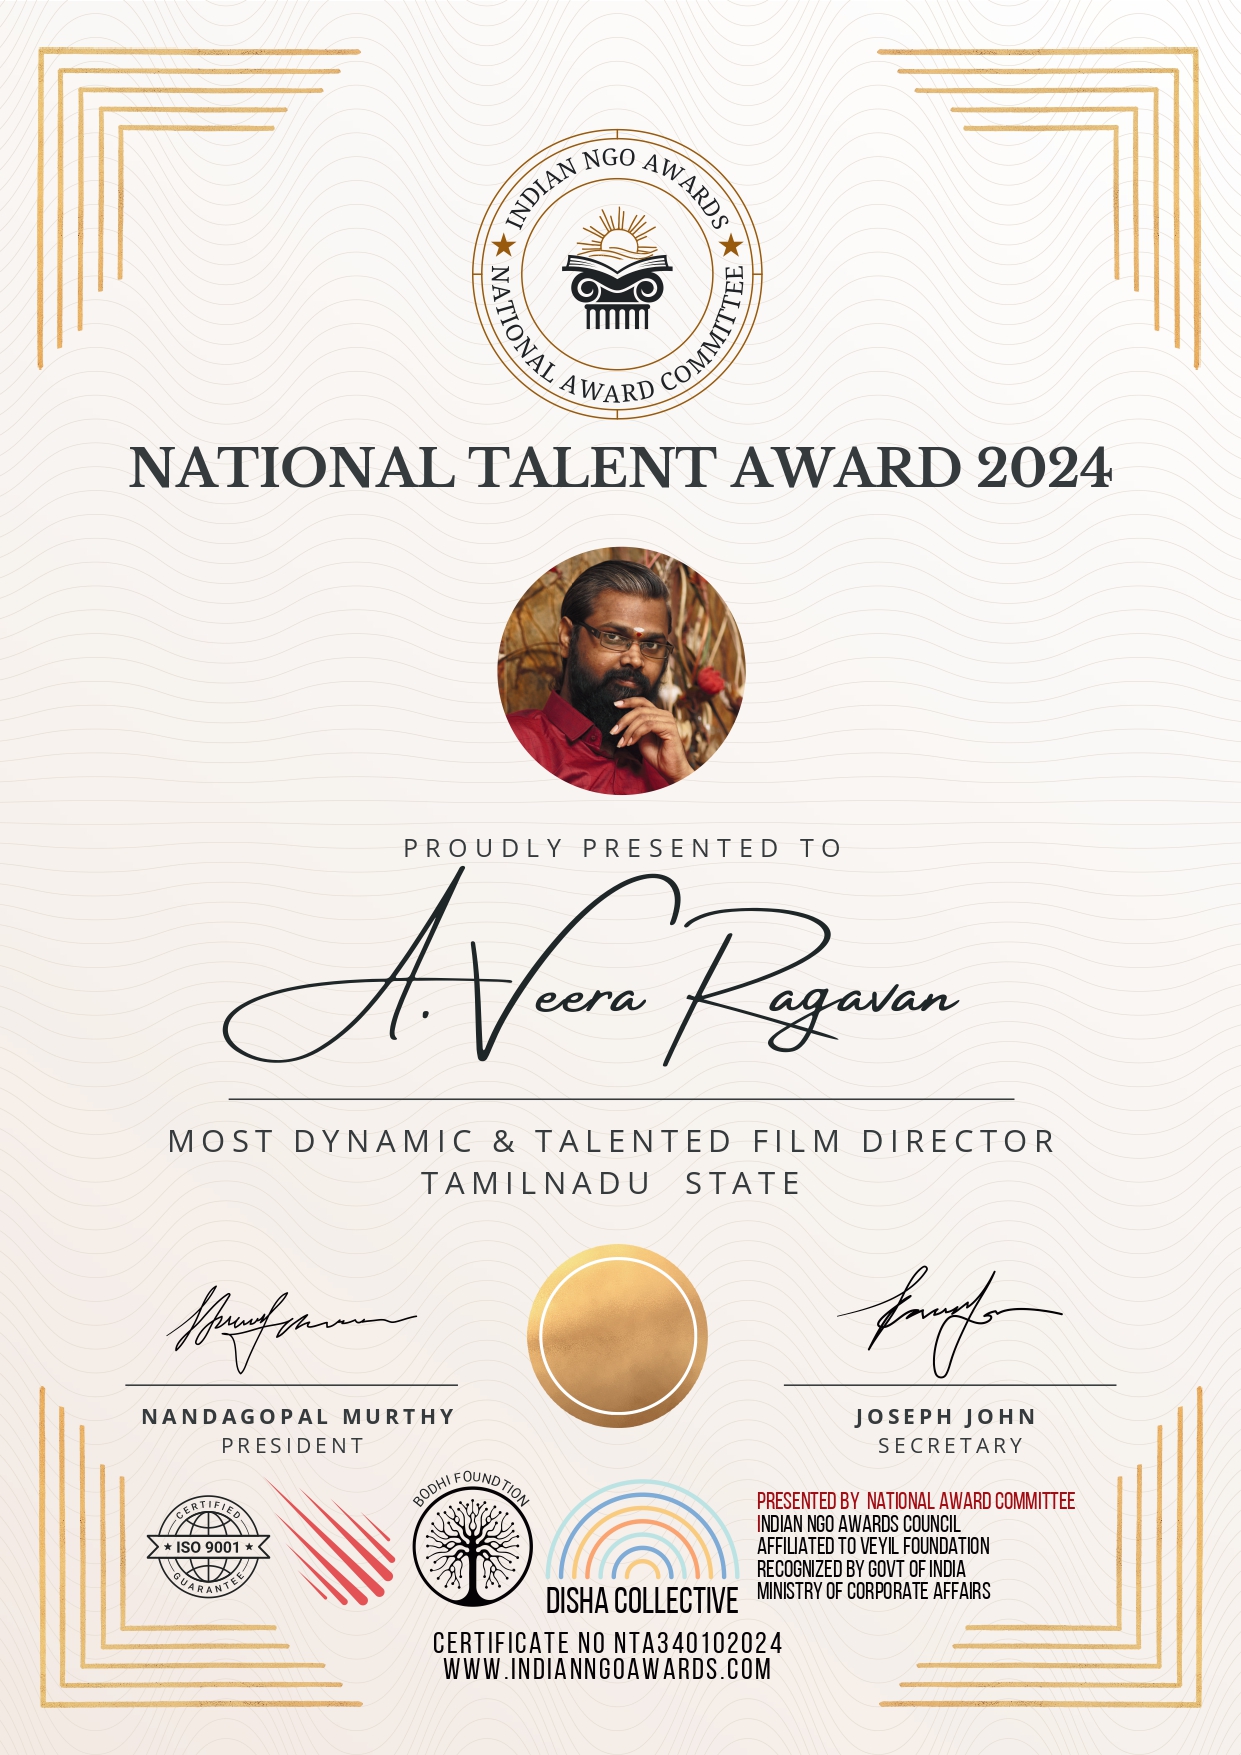 INDIAN NGO AWARDS
NATIONAL AWARD COMMITTEE
NATIONAL TALENT AWARD 2024
PROUDLY PRESENTED TO
A. Veera Ragavan
MOST DYNAMIC & TALENTED FILM DIRECTOR
TAMILNADU STATE
NANDAGOPAL MURTHY
PRESIDENT
JOSEPH JOHN
SECRETARY
CERTIFIED
ISO 9001
GUARANTEE
BODHI FOUNDTION
DISHA COLLECTIVE
PRESENTED BY NATIONAL AWARD COMMITTEE
INDIAN NGO AWARDS COUNCIL
AFFILIATED TO VEYIL FOUNDATION
RECOGNIZED BY GOVT OF INDIA
MINISTRY OF CORPORATE AFFAIRS
CERTIFICATE NO NTA340102024
WWW.INDIANNGOAWARDS.COM